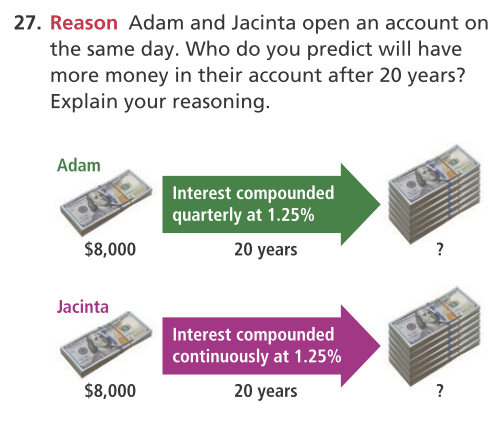 27. Reason Adam and Jacinta open an account on
the same day. Who do you predict will have
more money in their account after 20 years?
Explain your reasoning.
Adam
Interest compounded
quarterly at 1.25%
$8,000
20 years
?
Jacinta
Interest compounded
continuously at 1.25%
$8,000
20 years
?